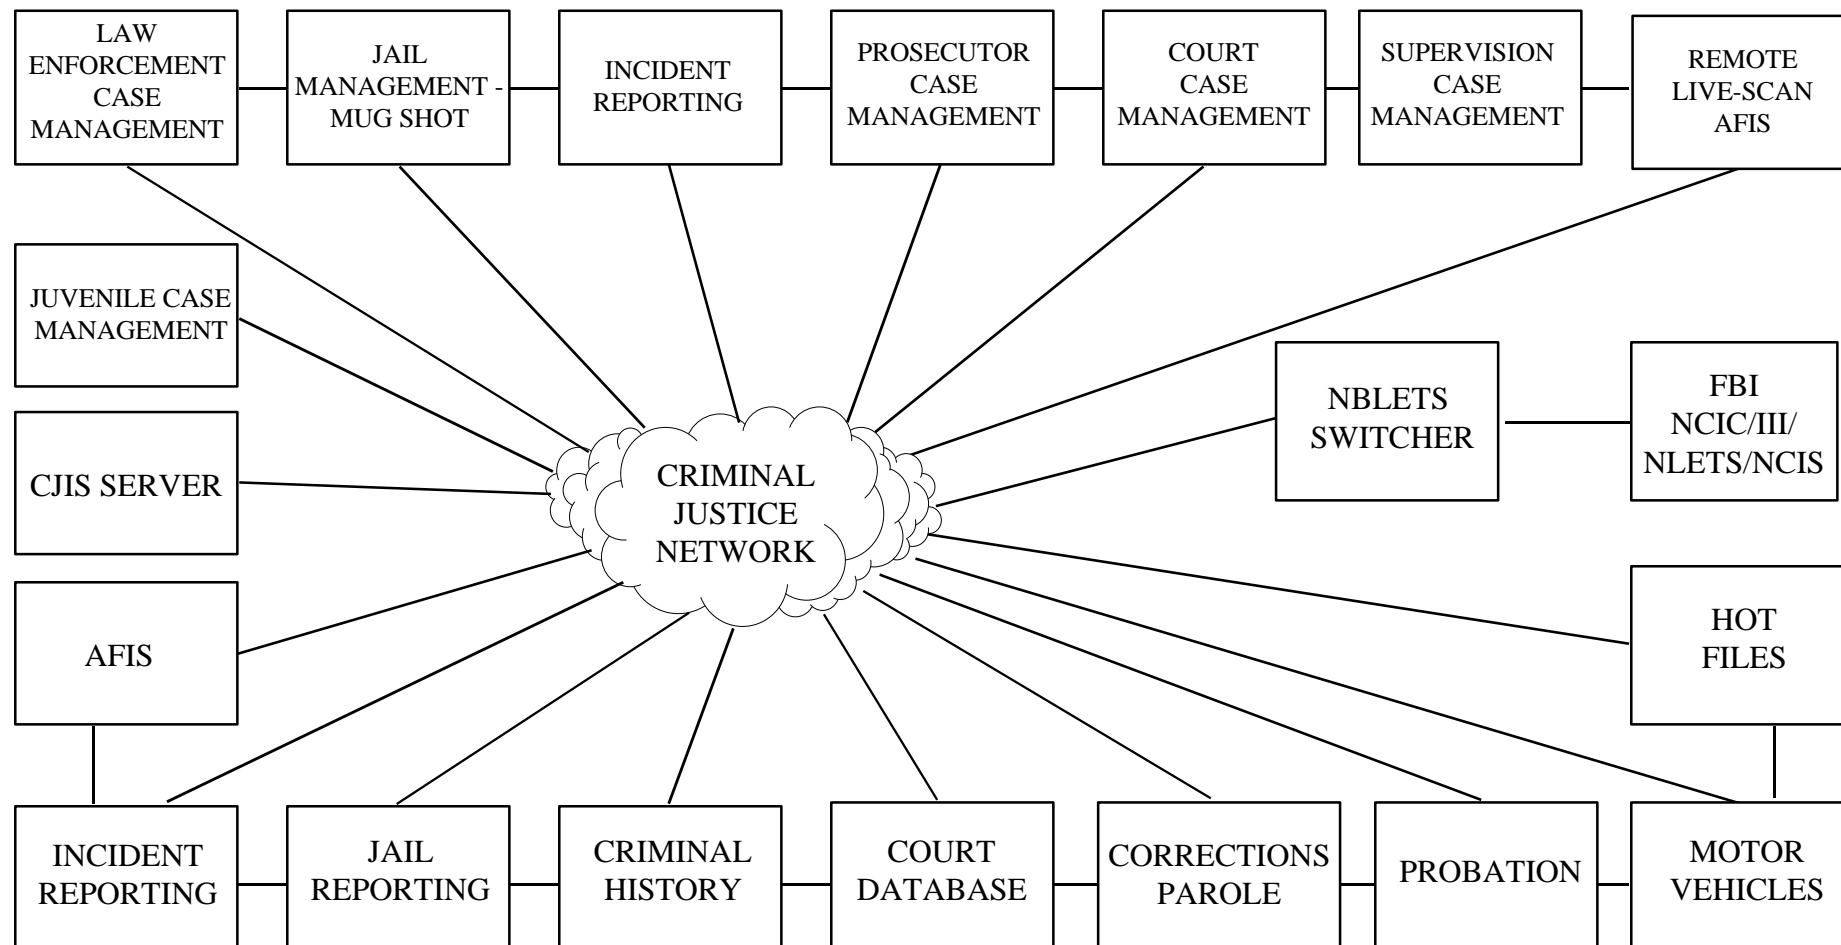 LAW
ENFORCEMENT
CASE
MANAGEMENT
JAIL
MANAGEMENT -
MUG SHOT
INCIDENT
REPORTING
PROSECUTOR
CASE
MANAGEMENT
COURT
CASE
MANAGEMENT
SUPERVISION
CASE
MANAGEMENT
REMOTE
LIVE-SCAN
AFIS
JUVENILE CASE
MANAGEMENT
NBLETS
SWITCHER
FBI
NCIC/III/
NLETS/NCIS
CJIS SERVER
CRIMINAL
JUSTICE
NETWORK
AFIS
HOT
FILES
INCIDENT
REPORTING
JAIL
REPORTING
CRIMINAL
HISTORY
COURT
DATABASE
CORRECTIONS
PAROLE
PROBATION
MOTOR
VEHICLES